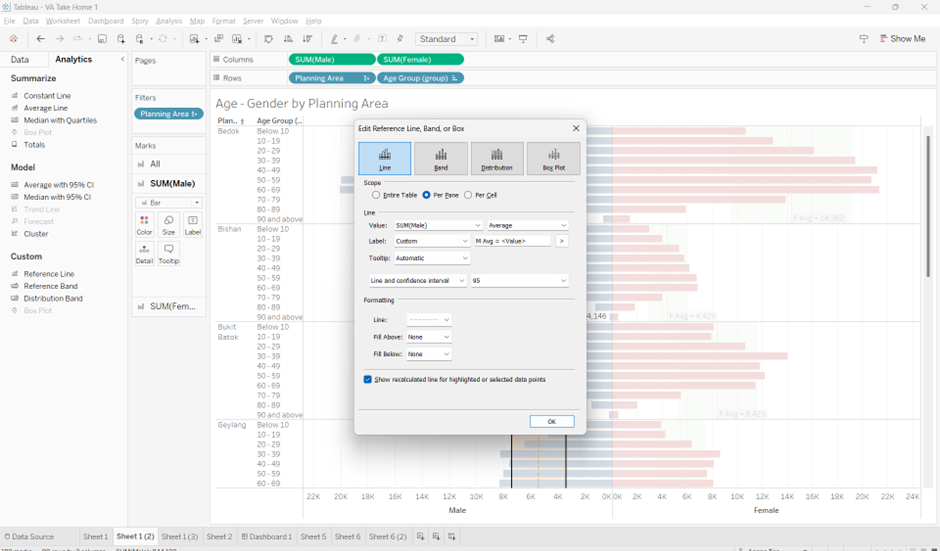 Tableau - VA Take Home 1
File Data Worksheet Dashboard Story Analysis Map Format Server Window Help
Standard
Show Me
Data Analytics
Pages
Columns SUM(Male) SUM(Female)
Rows Planning Area Age Group (group)
Summarize
Constant Line
Average Line
Median with Quartiles
Box Plot
Totals
Model
Average with 95% CI
Median with 95% CI
Trend Line
Forecast
Cluster
Custom
Reference Line
Reference Band
Distribution Band
Box Plot
Filters
Planning Area
Marks
All
SUM(Male)
Bar
Color Size Label
Detail Tooltip
SUM(Fem...
Age - Gender by Planning Area
Plan.. Age Group (..
Bedok Below 10
10 - 19
20 - 29
30 - 39
40 - 49
50 - 59
60 - 69
70 - 79
80 - 89
90 and above
F Avg = 14,382
Bishan Below 10
10 - 19
20 - 29
30 - 39
40 - 49
50 - 59
60 - 69
70 - 79
80 - 89
90 and above 4,146 F Avg = 4,429
Bukit Batok Below 10
10 - 19
20 - 29
30 - 39
40 - 49
50 - 59
60 - 69
70 - 79
80 - 89
90 and above F Avg = 8,423
Geylang Below 10
10 - 19
20 - 29
30 - 39
40 - 49
50 - 59
60 - 69
22K 20K 18K 16K 14K 12K 10K 8K 6K 4K 2K 0K 0K 2K 4K 6K 8K 10K 12K 14K 16K 18K 20K 22K 24K
Male Female
Edit Reference Line, Band, or Box
Line Band Distribution Box Plot
Scope
Entire Table Per Pane Per Cell
Line
Value: SUM(Male) Average
Label: Custom M Avg = <Value> >
Tooltip: Automatic
Line and confidence interval 95
Formatting
Line:
Fill Above: None
Fill Below: None
Show recalculated line for highlighted or selected data points
OK
Data Source Sheet 1 Sheet 1 (2) Sheet 1 (3) Sheet 2 Dashboard 1 Sheet 5 Sheet 6 Sheet 6 (2)